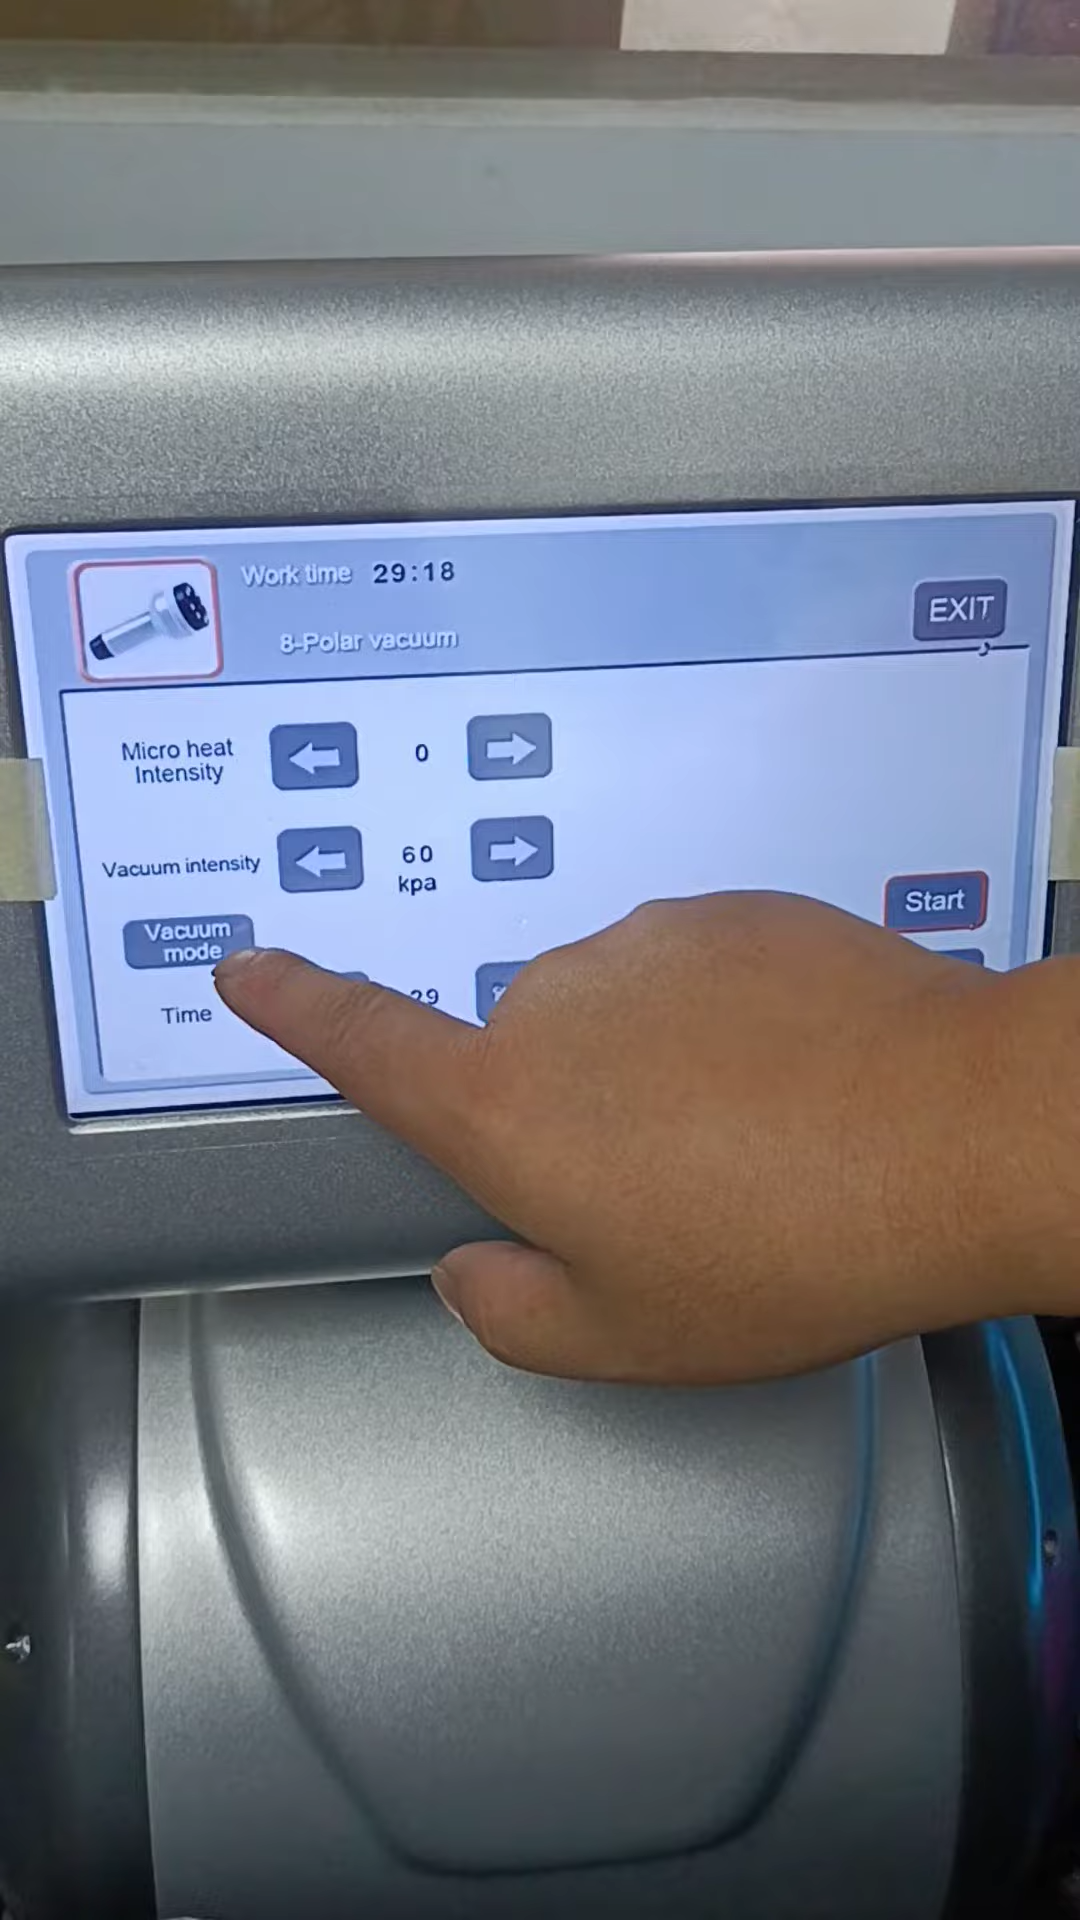 Work time 29:18
8-Polar vacuum
EXIT
Micro heat
Intensity
0
Vacuum intensity
60
kpa
Start
Vacuum
mode
Time
29